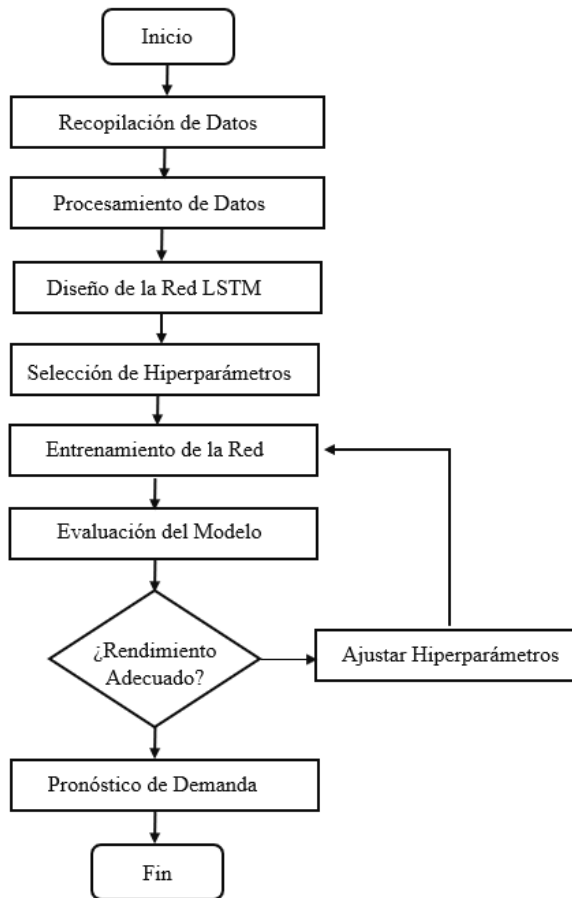 Inicio
Recopilación de Datos
Procesamiento de Datos
Diseño de la Red LSTM
Selección de Hiperparámetros
Entrenamiento de la Red
Evaluación del Modelo
¿Rendimiento
Adecuado?
Ajustar Hiperparámetros
Pronóstico de Demanda
Fin